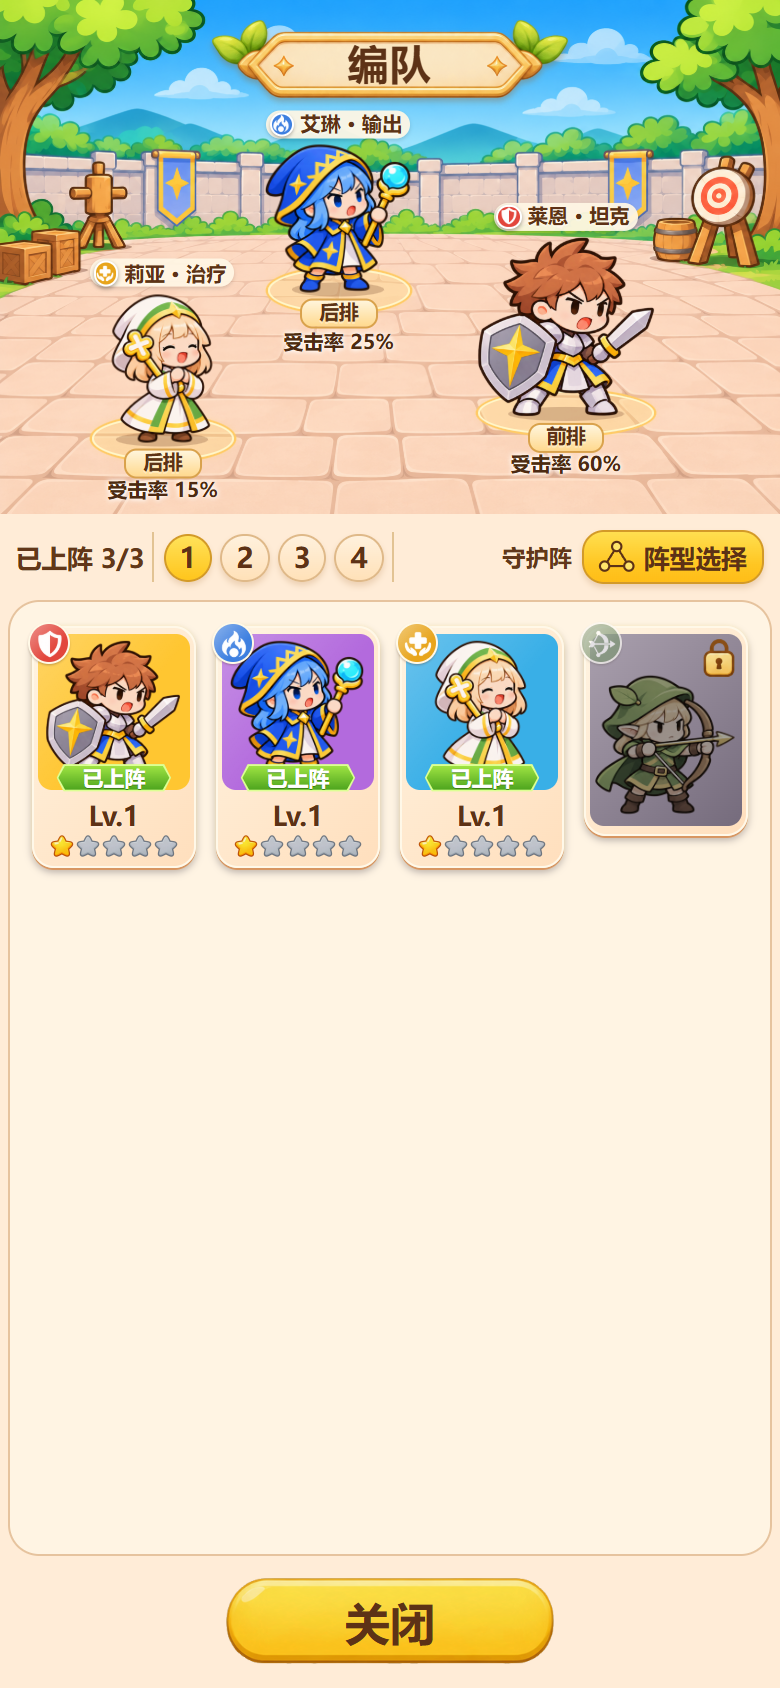 编队
艾琳·输出
莱恩·坦克
莉亚·治疗
后排
受击率 25%
前排
受击率 60%
后排
受击率 15%
已上阵 3/3
1
2
3
4
守护阵
阵型选择
已上阵
已上阵
已上阵
Lv.1
Lv.1
Lv.1
关闭